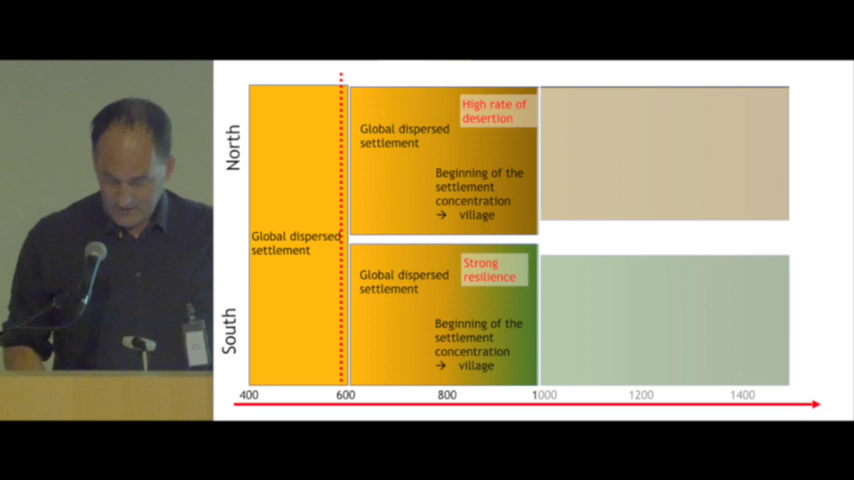 North
High rate of
desertion
Global dispersed
settlement
Beginning of the
settlement
concentration
→ village
Global dispersed
settlement
South
Strong
resilience
Global dispersed
settlement
Beginning of the
settlement
concentration
→ village
400 600 800 1000 1200 1400